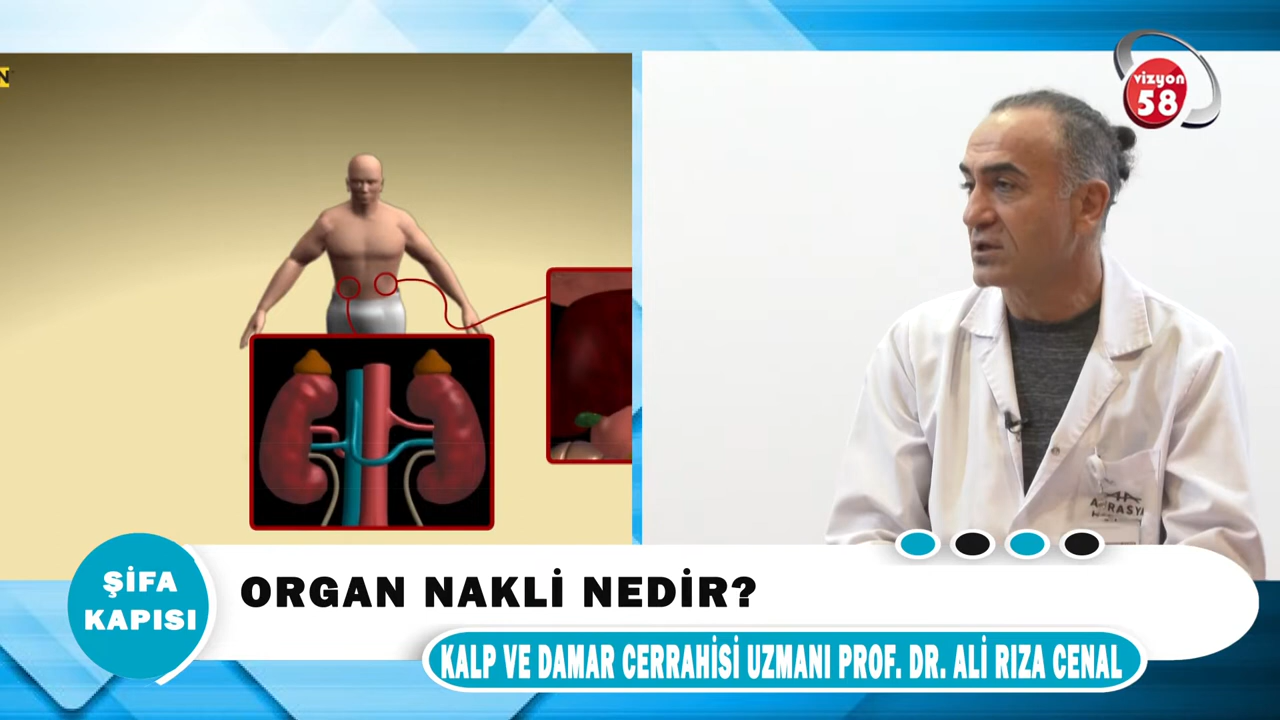 N
vizyon
58
ŞİFA
KAPISI
ORGAN NAKLİ NEDİR?
KALP VE DAMAR CERRAHİSİ UZMANI PROF. DR. ALİ RIZA CENAL